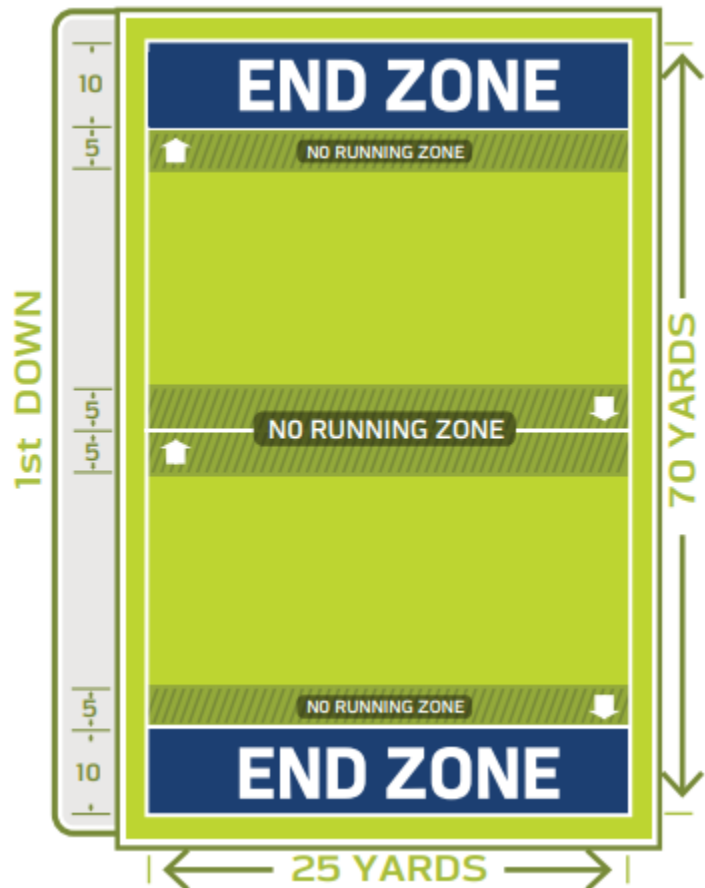 END ZONE
10
NO RUNNING ZONE
5
1st DOWN
5
NO RUNNING ZONE
5
70 YARDS
5
NO RUNNING ZONE
END ZONE
10
25 YARDS